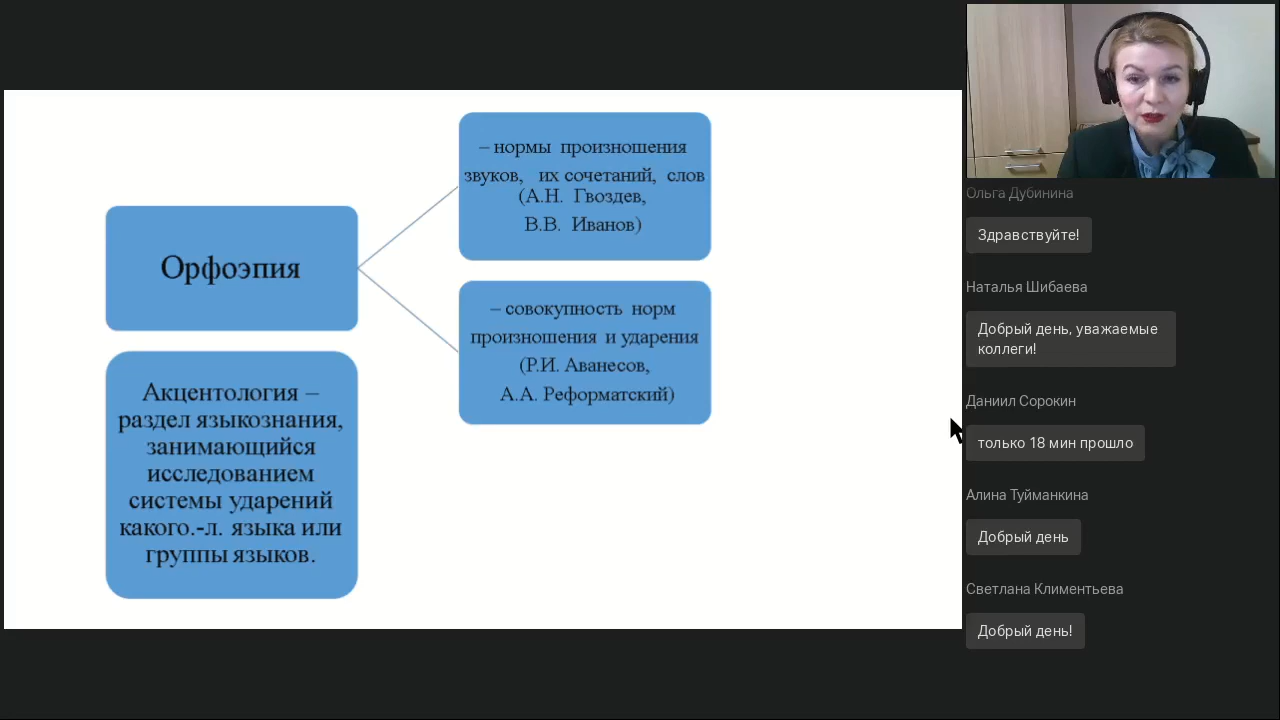 Орфоэпия
– нормы произношения
звуков, их сочетаний, слов
(А.Н. Гвоздев,
В.В. Иванов)
– совокупность норм
произношения и ударения
(Р.И. Аванесов,
А.А. Реформатский)
Акцентология –
раздел языкознания,
занимающийся
исследованием
системы ударений
какого.-л. языка или
группы языков.
Ольга Дубинина
Здравствуйте!
Наталья Шибаева
Добрый день, уважаемые
коллеги!
Даниил Сорокин
только 18 мин прошло
Алина Туйманкина
Добрый день
Светлана Климентьева
Добрый день!